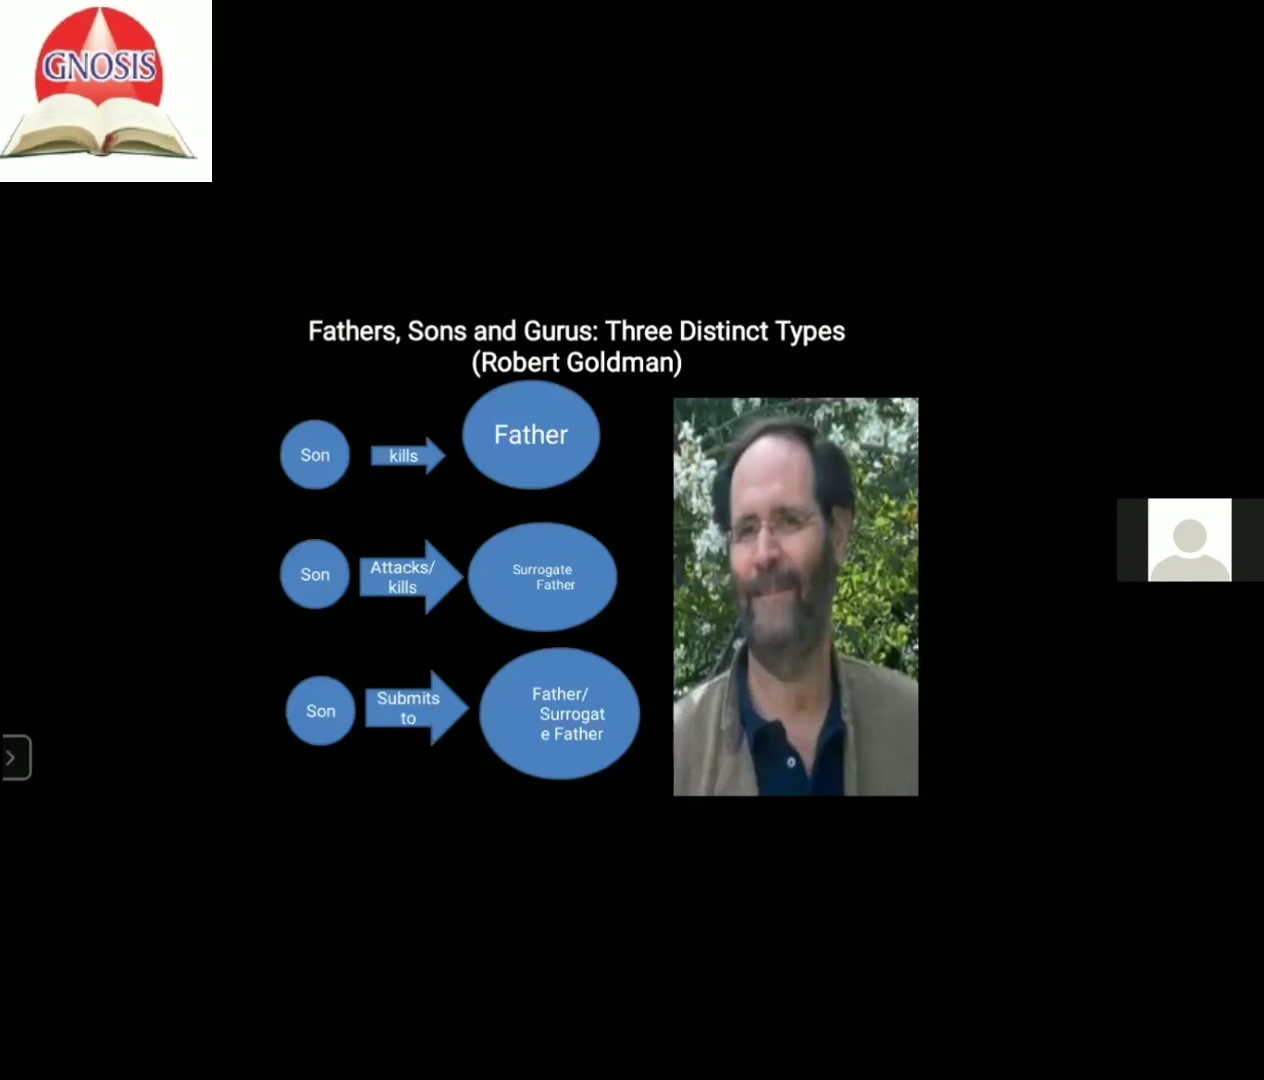 GNOSIS
Fathers, Sons and Gurus: Three Distinct Types
(Robert Goldman)
Son
kills
Father
Son
Attacks/
kills
Surrogate
Father
Son
Submits
to
Father/
Surrogat
e Father